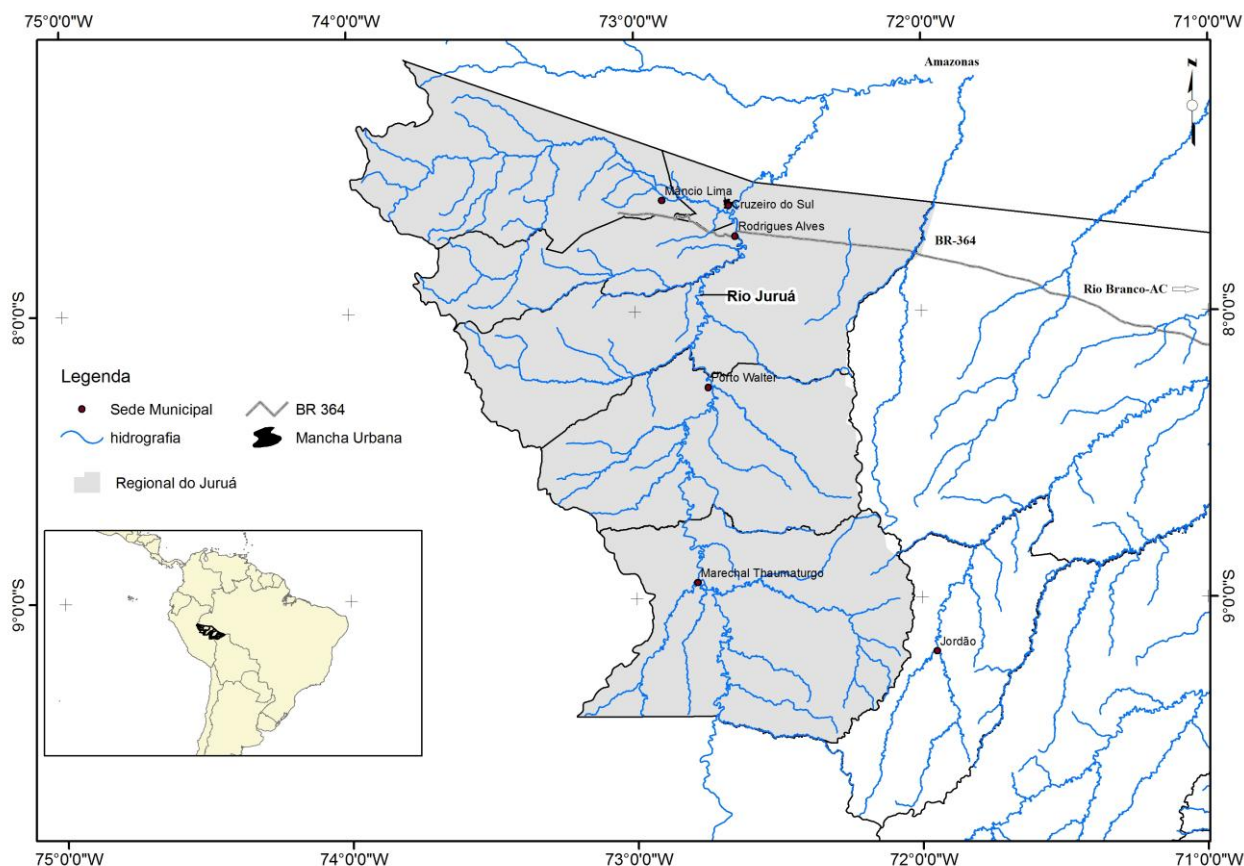 75°0'0"W
74°0'0"W
73°0'0"W
72°0'0"W
71°0'0"W
Amazonas
N
Mâncio Lima
Cruzeiro do Sul
Rodrigues Alves
BR-364
Rio Juruá
Rio Branco-AC
8°0'0"S
8°0'0"S
Porto Walter
Legenda
Sede Municipal
BR 364
hidrografia
Mancha Urbana
Regional do Juruá
Marechal Thaumaturgo
9°0'0"S
9°0'0"S
Jordão
75°0'0"W
74°0'0"W
73°0'0"W
72°0'0"W
71°0'0"W